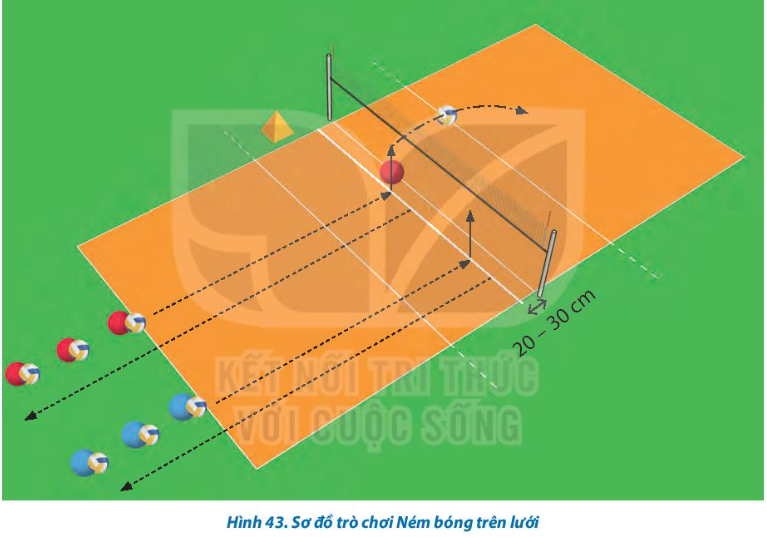 20 – 30 cm
KẾT NỐI TRI THỨC
VỚI CUỘC SỐNG
Hình 43. Sơ đồ trò chơi Ném bóng trên lưới